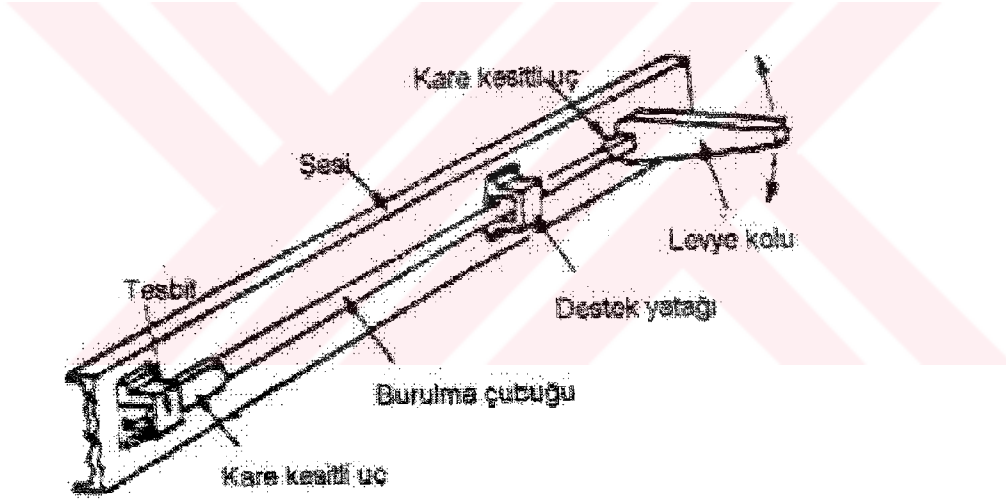 Kare kesitli uç
Şasi
Levye kolu
Tesbit
Destek yatağı
Burulma çubuğu
Kare kesitli uç